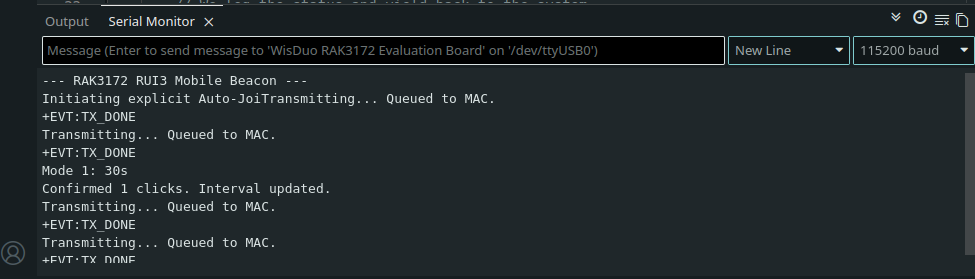 Output
Serial Monitor
Message (Enter to send message to 'WisDuo RAK3172 Evaluation Board' on '/dev/ttyUSB0')
New Line
115200 baud
--- RAK3172 RUI3 Mobile Beacon ---
Initiating explicit Auto-JoiTransmitting... Queued to MAC.
+EVT:TX_DONE
Transmitting... Queued to MAC.
+EVT:TX_DONE
Mode 1: 30s
Confirmed 1 clicks. Interval updated.
Transmitting... Queued to MAC.
+EVT:TX_DONE
Transmitting... Queued to MAC.
+EVT:TX_DONE